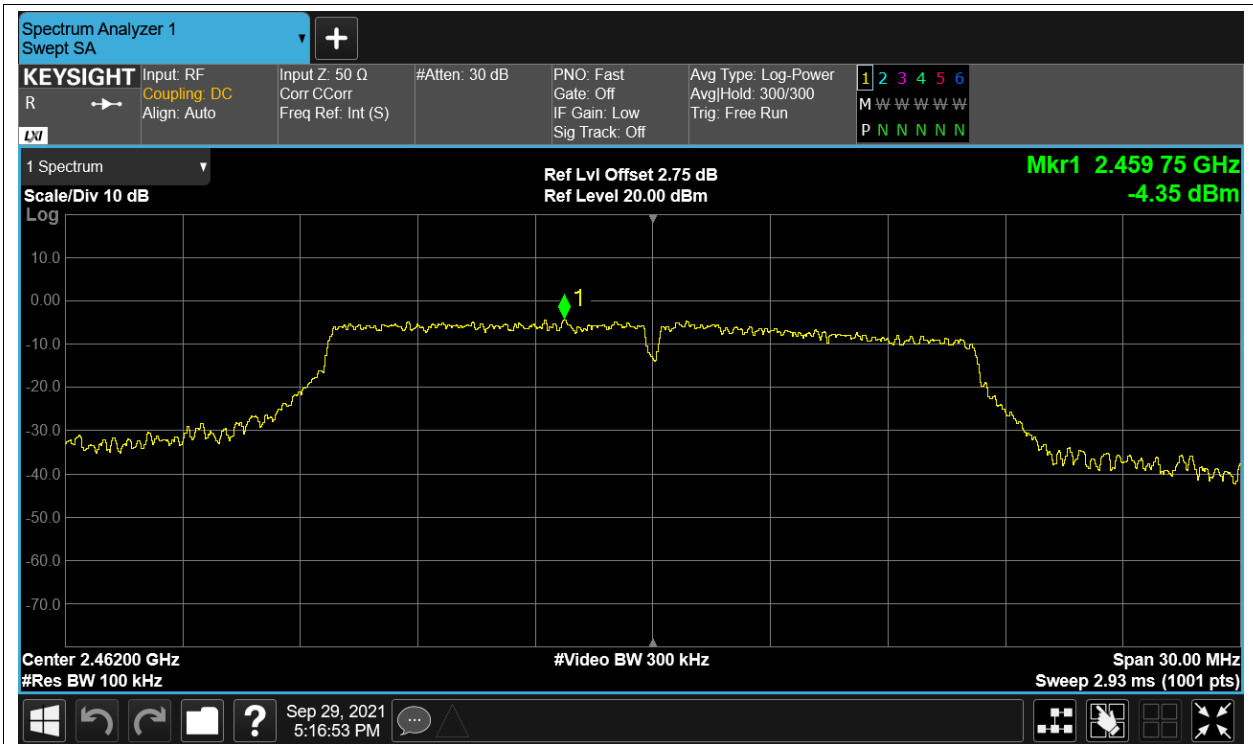 Spectrum Analyzer 1
Swept SA
KEYSIGHT
R
LXI
Input: RF
Coupling: DC
Align: Auto
Input Z: 50 Ω
Corr CCorr
Freq Ref: Int (S)
#Atten: 30 dB
PNO: Fast
Gate: Off
IF Gain: Low
Sig Track: Off
Avg Type: Log-Power
Avg|Hold: 300/300
Trig: Free Run
1 2 3 4 5 6
M W W W W W
P N N N N N
1 Spectrum
Scale/Div 10 dB
Log
Ref Lvl Offset 2.75 dB
Ref Level 20.00 dBm
Mkr1 2.459 75 GHz
-4.35 dBm
10.0
0.00
-10.0
-20.0
-30.0
-40.0
-50.0
-60.0
-70.0
1
Center 2.46200 GHz
#Res BW 100 kHz
#Video BW 300 kHz
Span 30.00 MHz
Sweep 2.93 ms (1001 pts)
?
Sep 29, 2021
5:16:53 PM